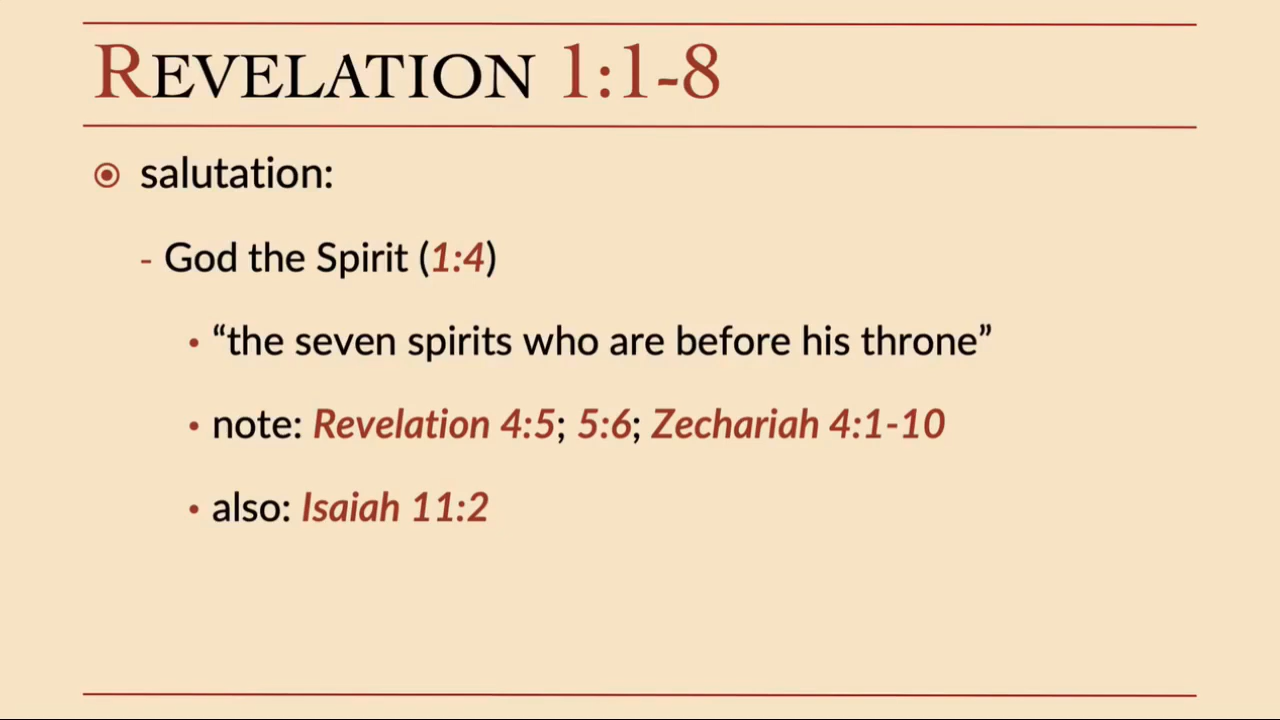 REVELATION 1:1-8
salutation:
- God the Spirit (1:4)
• “the seven spirits who are before his throne”
• note: Revelation 4:5; 5:6; Zechariah 4:1-10
• also: Isaiah 11:2